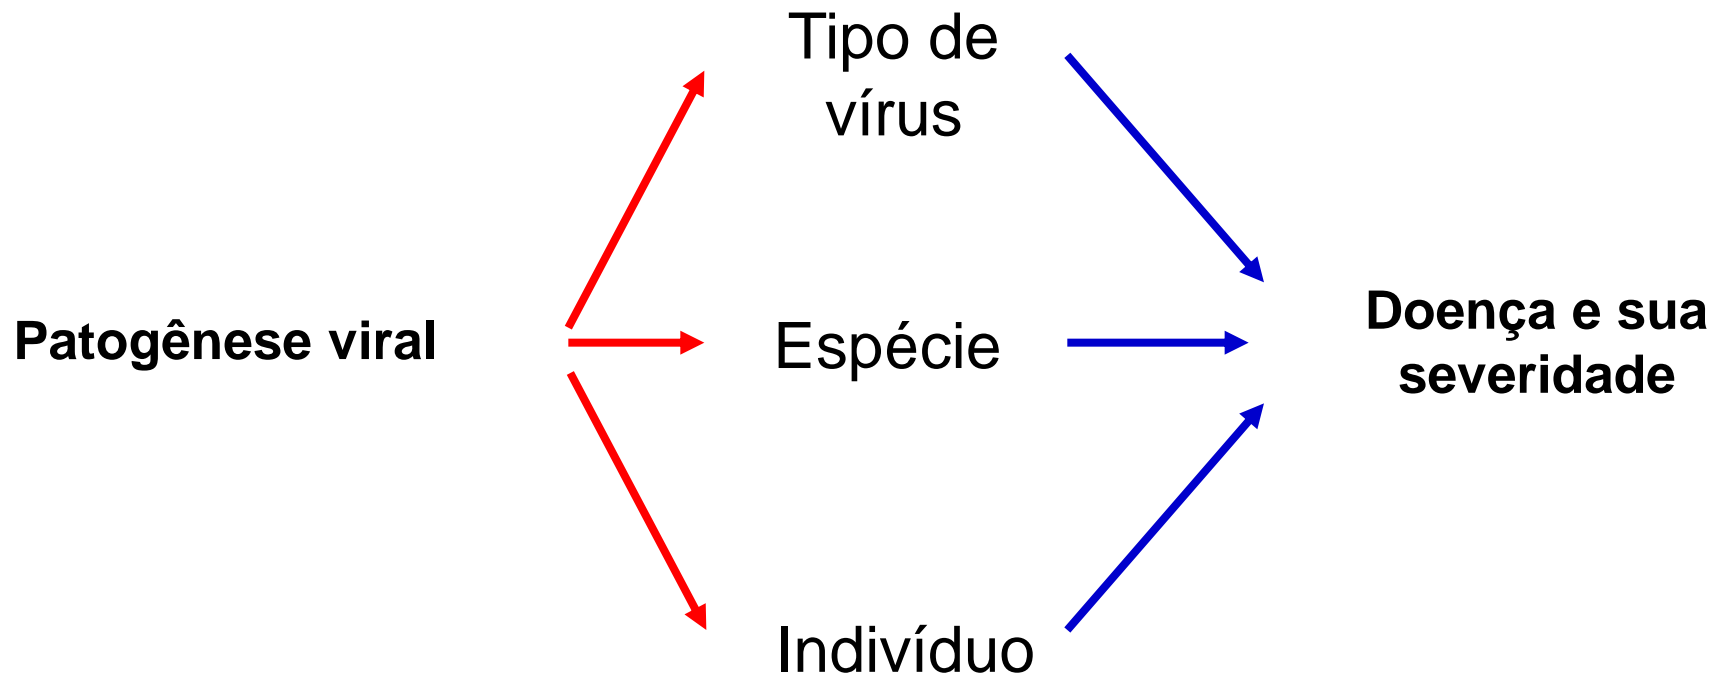 Tipo de
vírus
Patogênese viral
Espécie
Doença e sua
severidade
Indivíduo